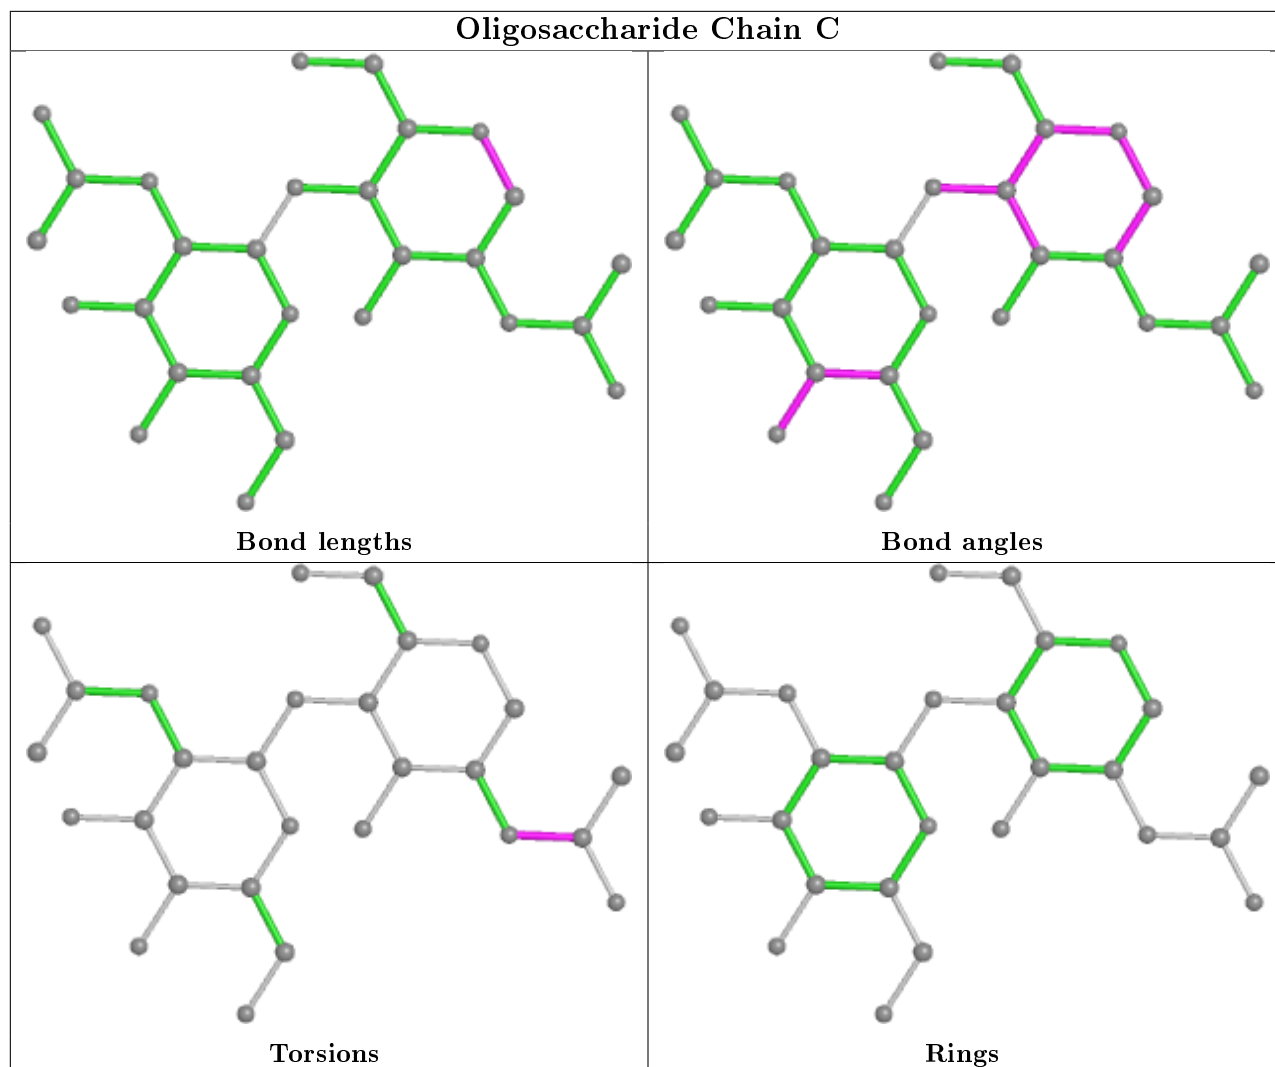 Oligosaccharide Chain C
Bond lengths
Bond angles
Torsions
Rings